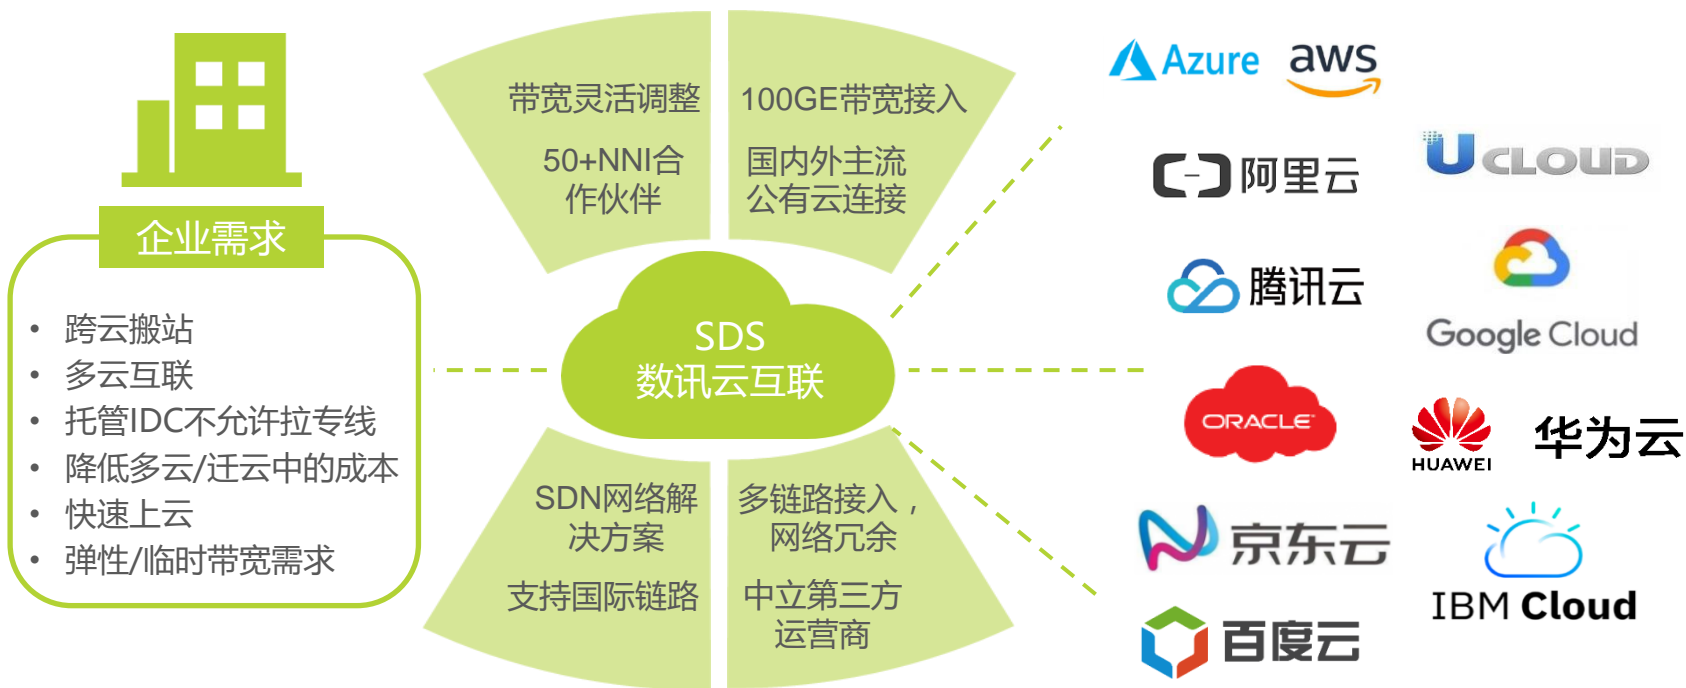 企业需求
• 跨云搬站
• 多云互联
• 托管IDC不允许拉专线
• 降低多云/迁云中的成本
• 快速上云
• 弹性/临时带宽需求
带宽灵活调整
50+NNI合
作伙伴
100GE带宽接入
国内外主流
公有云连接
SDS
数讯云互联
SDN网络解
决方案
支持国际链路
多链路接入，
网络冗余
中立第三方
运营商
Azure
aws
阿里云
UCLOUD
腾讯云
Google Cloud
ORACLE
HUAWEI
华为云
京东云
IBM Cloud
百度云